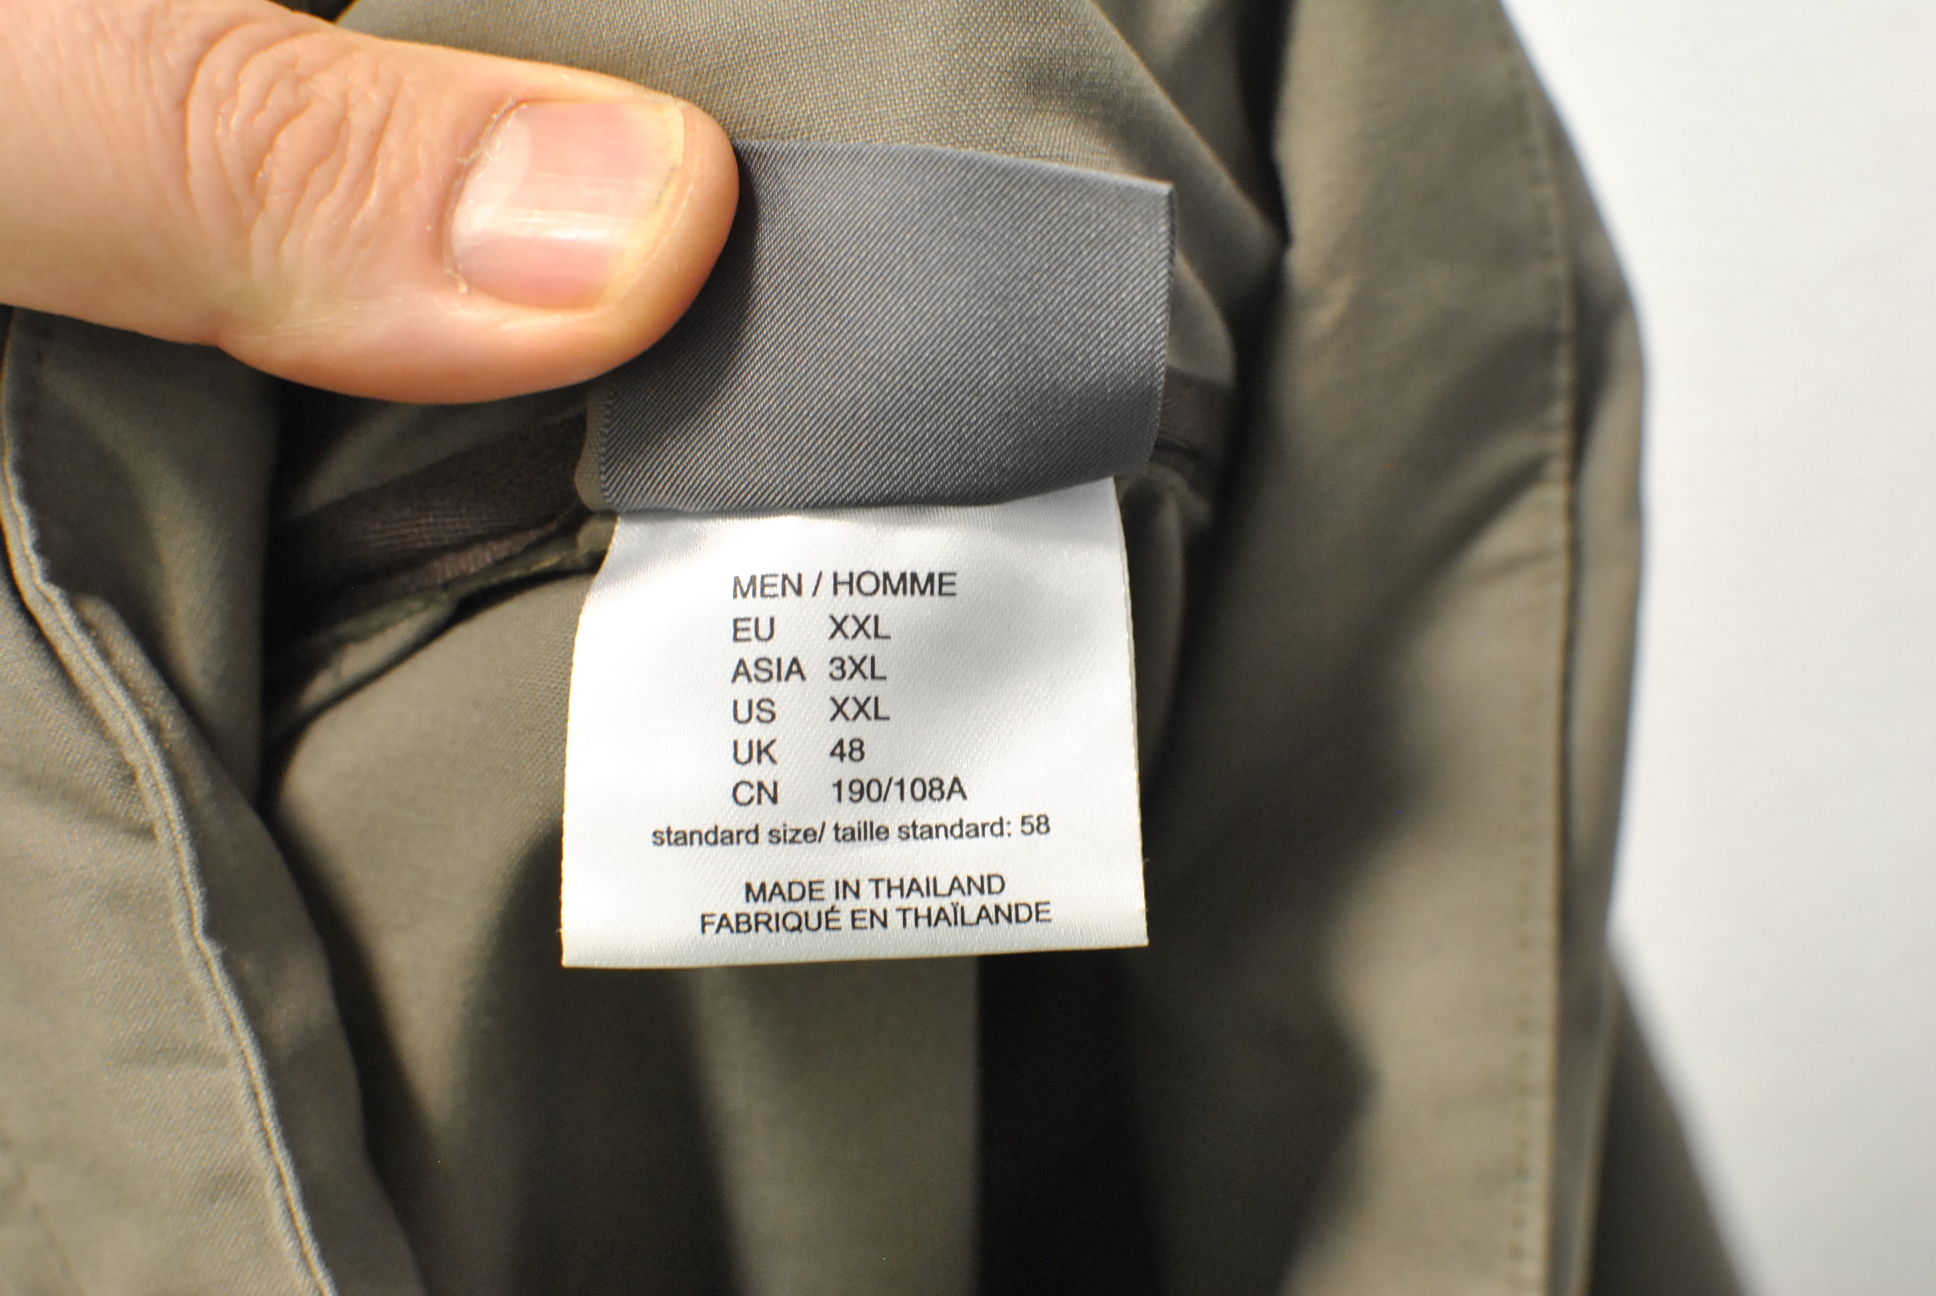 MEN / HOMME
EU XXL
ASIA 3XL
US XXL
UK 48
CN 190/108A
standard size/ taille standard: 58
MADE IN THAILAND
FABRIQUÉ EN THAÏLANDE